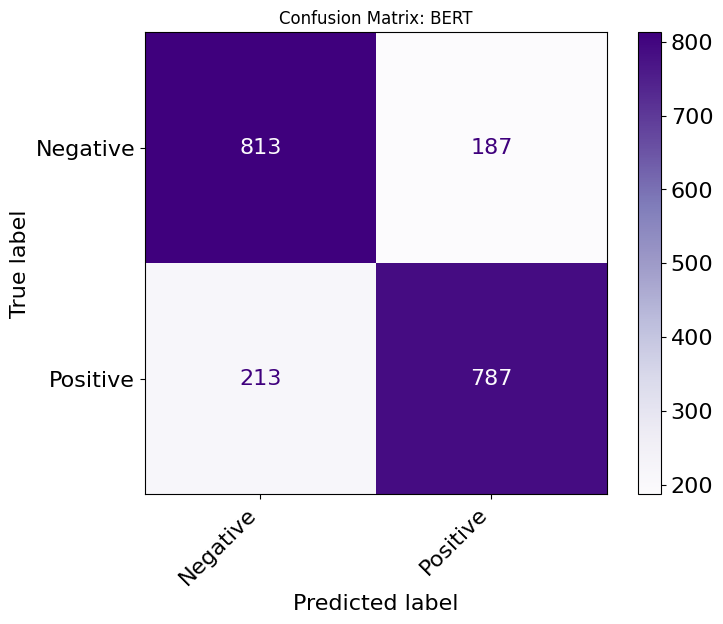 Confusion Matrix: BERT
800
Negative
813
187
700
600
True label
500
400
Positive
213
787
300
200
Negative
Positive
Predicted label